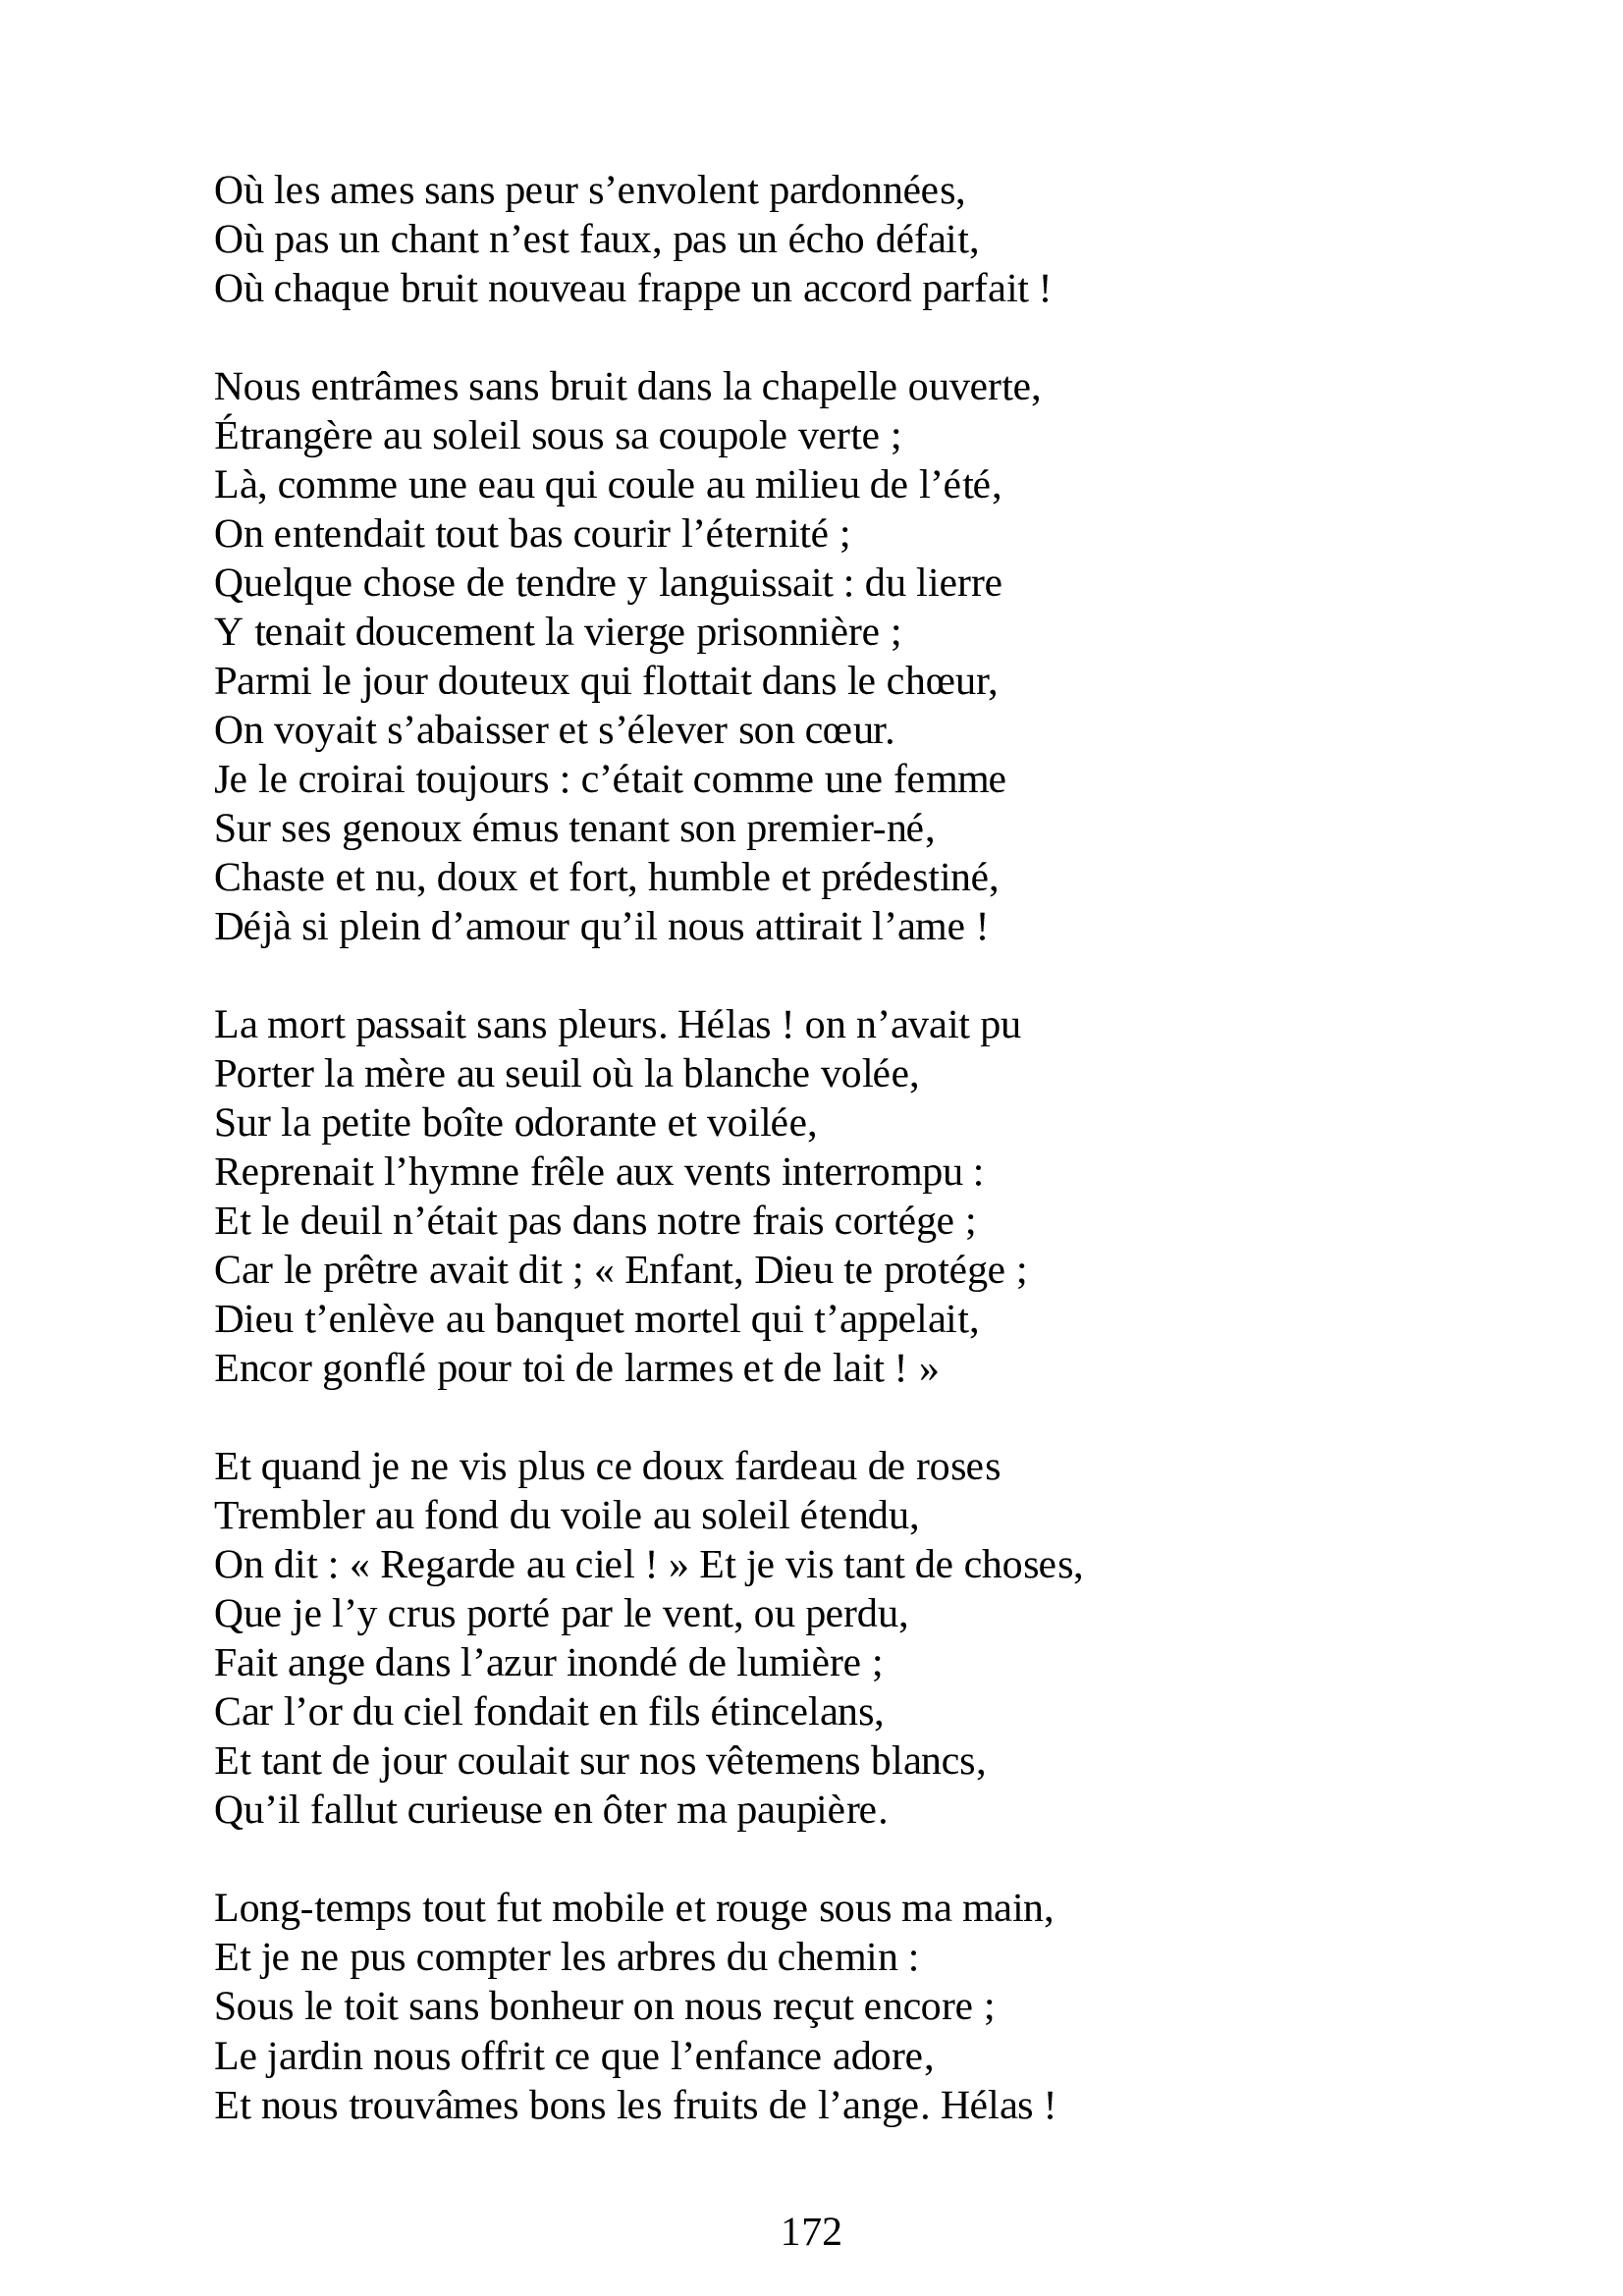 Où les ames sans peur s’envolent pardonnées,
Où pas un chant n’est faux, pas un écho défait,
Où chaque bruit nouveau frappe un accord parfait !

Nous entrâmes sans bruit dans la chapelle ouverte,
Étrangère au soleil sous sa coupole verte ;
Là, comme une eau qui coule au milieu de l’été,
On entendait tout bas courir l’éternité ;
Quelque chose de tendre y languissait : du lierre
Y tenait doucement la vierge prisonnière ;
Parmi le jour douteux qui flottait dans le chœur,
On voyait s’abaisser et s’élever son cœur.
Je le croirai toujours : c’était comme une femme
Sur ses genoux émus tenant son premier-né,
Chaste et nu, doux et fort, humble et prédestiné,
Déjà si plein d’amour qu’il nous attirait l’ame !

La mort passait sans pleurs. Hélas ! on n’avait pu
Porter la mère au seuil où la blanche volée,
Sur la petite boîte odorante et voilée,
Reprenait l’hymne frêle aux vents interrompu :
Et le deuil n’était pas dans notre frais cortége ;
Car le prêtre avait dit ; « Enfant, Dieu te protége ;
Dieu t’enlève au banquet mortel qui t’appelait,
Encor gonflé pour toi de larmes et de lait ! »

Et quand je ne vis plus ce doux fardeau de roses
Trembler au fond du voile au soleil étendu,
On dit : « Regarde au ciel ! » Et je vis tant de choses,
Que je l’y crus porté par le vent, ou perdu,
Fait ange dans l’azur inondé de lumière ;
Car l’or du ciel fondait en fils étincelans,
Et tant de jour coulait sur nos vêtemens blancs,
Qu’il fallut curieuse en ôter ma paupière.

Long-temps tout fut mobile et rouge sous ma main,
Et je ne pus compter les arbres du chemin :
Sous le toit sans bonheur on nous reçut encore ;
Le jardin nous offrit ce que l’enfance adore,
Et nous trouvâmes bons les fruits de l’ange. Hélas !

172